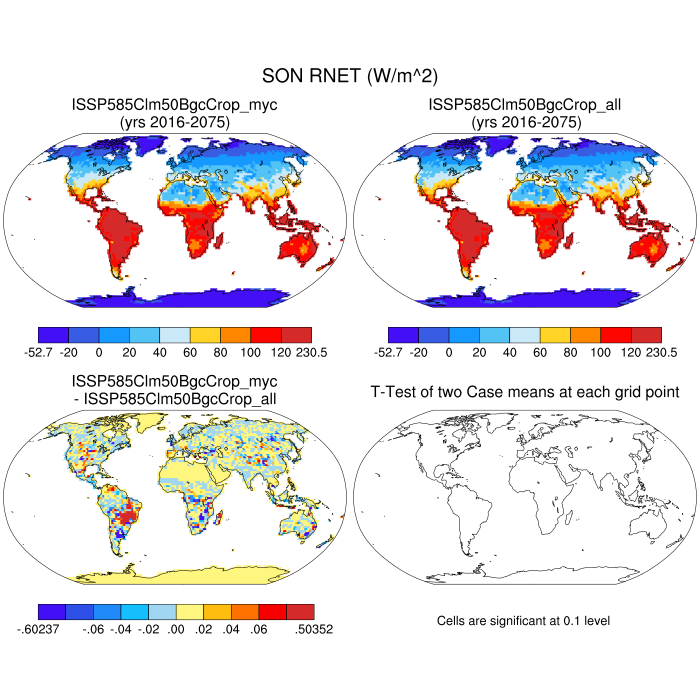 SON RNET (W/m^2)
ISSP585Clm50BgcCrop_myc
(yrs 2016-2075)
ISSP585Clm50BgcCrop_all
(yrs 2016-2075)
-52.7 -20 0 20 40 60 80 100 120 230.5
-52.7 -20 0 20 40 60 80 100 120 230.5
ISSP585Clm50BgcCrop_myc
- ISSP585Clm50BgcCrop_all
T-Test of two Case means at each grid point
-.60237 -.06 -.04 -.02 .00 .02 .04 .06 .50352
Cells are significant at 0.1 level